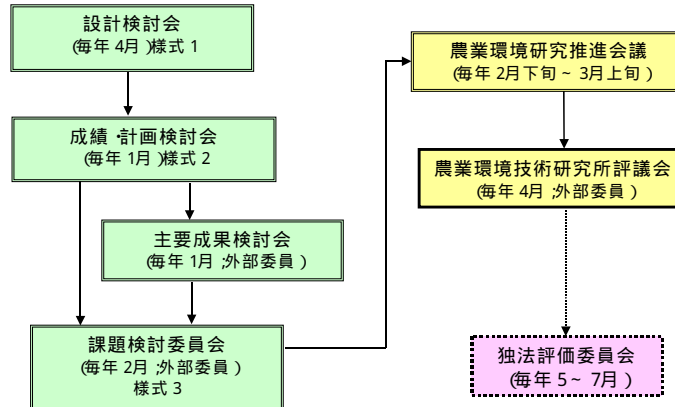 設計検討会
(毎年 4月 )様式 1
成績・計画検討会
(毎年 1月 )様式 2
主要成果検討会
(毎年 1月 ;外部委員 )
課題検討委員会
(毎年 2月 ;外部委員 )
様式 3
農業環境研究推進会議
(毎年 2月下旬 ~ 3月上旬 )
農業環境技術研究所評議会
(毎年 4月 ;外部委員 )
独法評価委員会
(毎年 5~ 7月 )